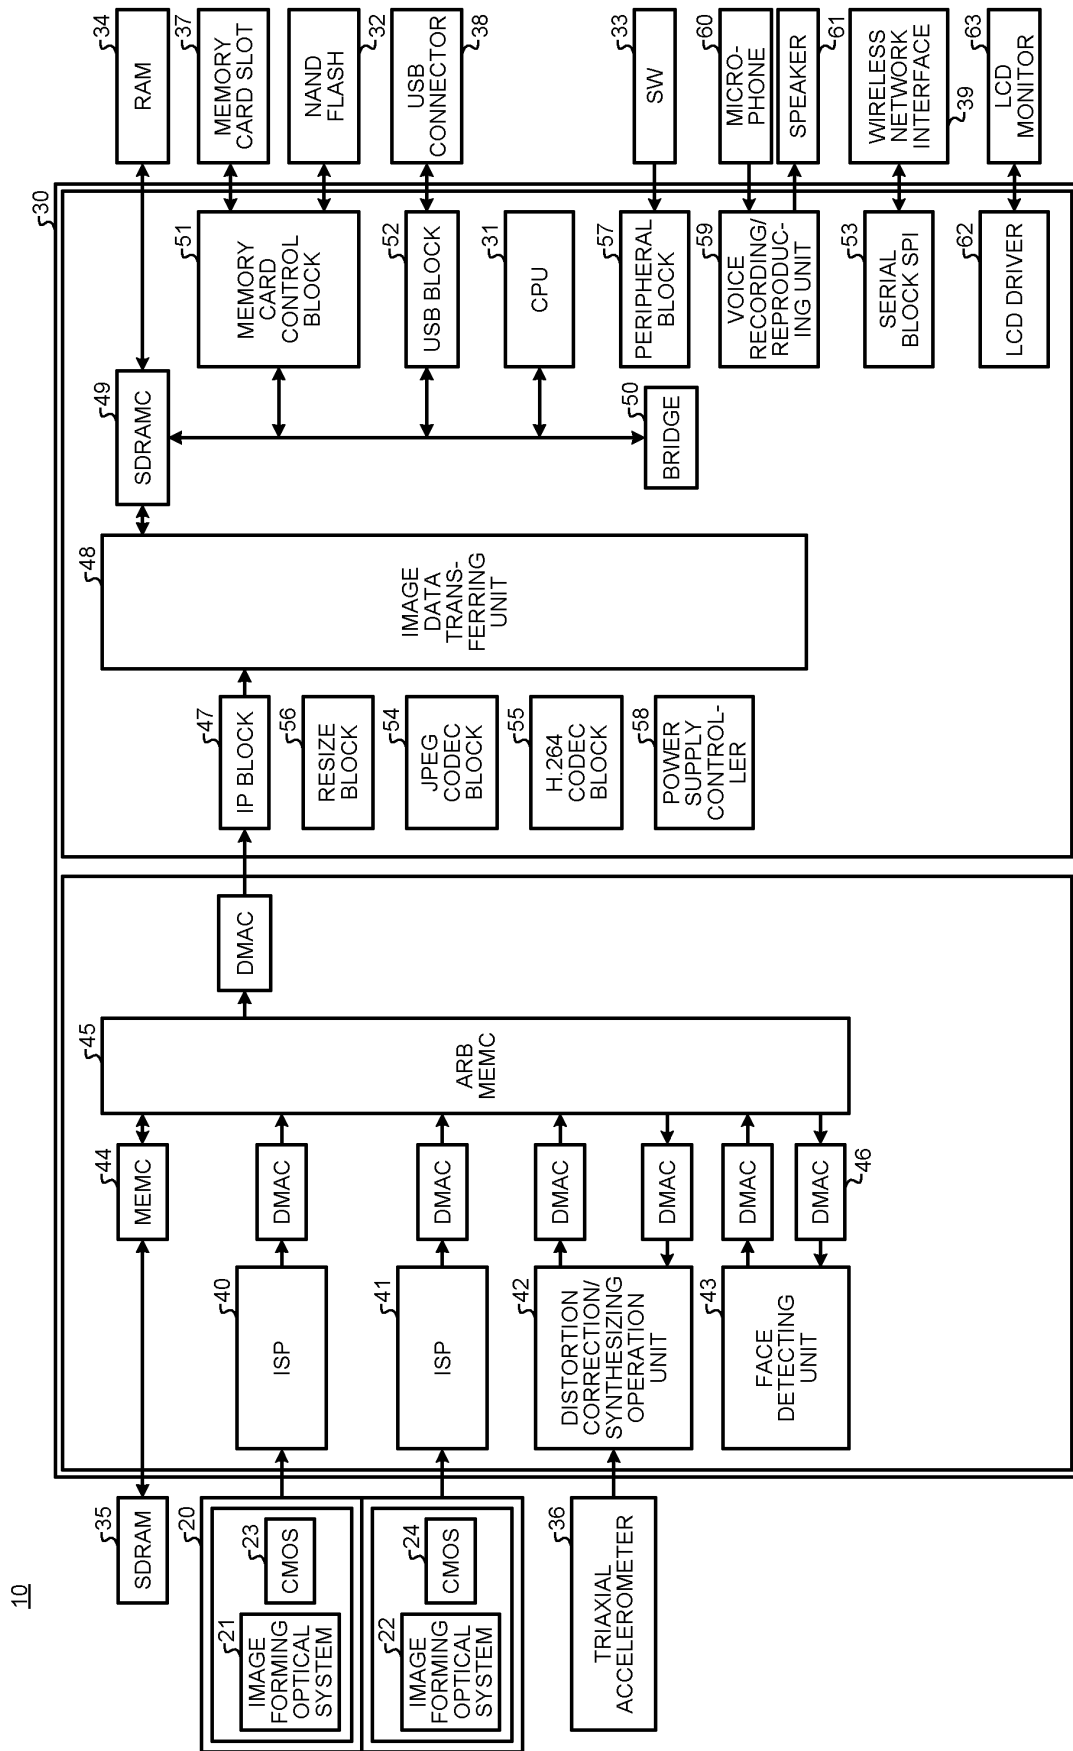 10
35
SDRAM
20
21
IMAGE
FORMING
OPTICAL
SYSTEM
23
CMOS
22
IMAGE
FORMING
OPTICAL
SYSTEM
24
CMOS
36
TRIAXIAL
ACCELEROMETER
30
44
MEMC
40
ISP
DMAC
41
ISP
DMAC
42
DISTORTION
CORRECTION/
SYNTHESIZING
OPERATION
UNIT
DMAC
DMAC
43
FACE
DETECTING
UNIT
DMAC
DMAC
46
45
ARB
MEMC
DMAC
47
IP BLOCK
56
RESIZE
BLOCK
54
JPEG
CODEC
BLOCK
55
H.264
CODEC
BLOCK
58
POWER
SUPPLY
CONTROL-
LER
48
IMAGE
DATA
TRANS-
FERRING
UNIT
49
SDRAMC
50
BRIDGE
51
MEMORY
CARD
CONTROL
BLOCK
52
USB BLOCK
31
CPU
57
PERIPHERAL
BLOCK
59
VOICE
RECORDING/
REPRODUC-
ING UNIT
53
SERIAL
BLOCK SPI
62
LCD DRIVER
34
RAM
37
MEMORY
CARD SLOT
32
NAND
FLASH
38
USB
CONNECTOR
33
SW
60
MICRO-
PHONE
61
SPEAKER
WIRELESS
NETWORK
INTERFACE
39
63
LCD
MONITOR